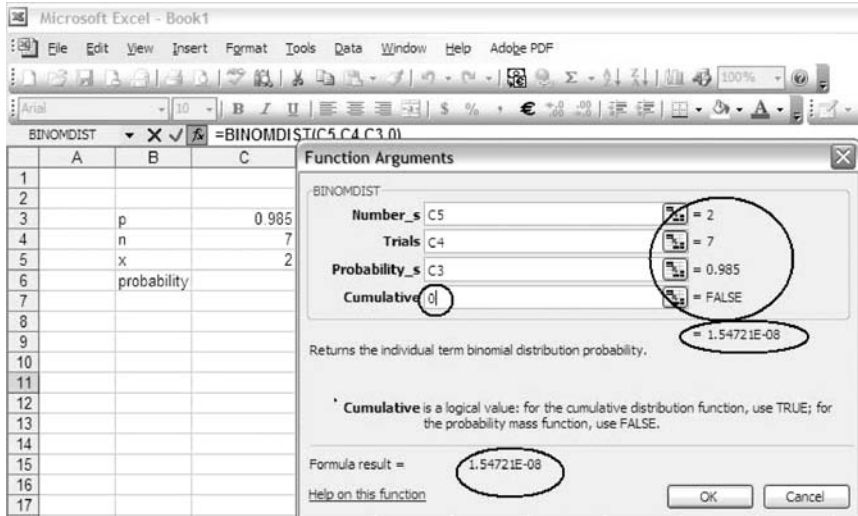 Microsoft Excel - Book1
File Edit View Insert Format Tools Data Window Help Adobe PDF
100%
Arial 10 B I U $ % , €
BINOMDIST =BINOMDIST(C5,C4,C3,0)
A B C
1
2
3 p 0.985
4 n 7
5 x 2
6 probability
7
8
9
10
11
12
13
14
15
16
17
Function Arguments
BINOMDIST
Number_s C5 = 2
Trials C4 = 7
Probability_s C3 = 0.985
Cumulative 0 = FALSE
= 1.54721E-08
Returns the individual term binomial distribution probability.
Cumulative is a logical value: for the cumulative distribution function, use TRUE; for
the probability mass function, use FALSE.
Formula result = 1.54721E-08
Help on this function
OK Cancel